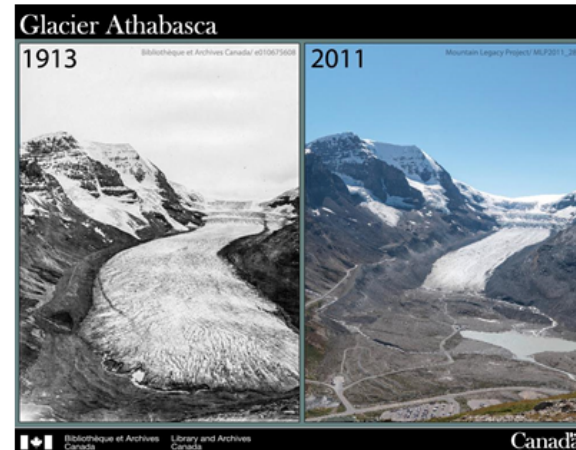 Glacier Athabasca
1913
Bibliothèque et Archives Canada/ e010675608
2011
Mountain Legacy Project/ MLP2011_
Bibliothèque et Archives
Canada
Library and Archives
Canada
Canada